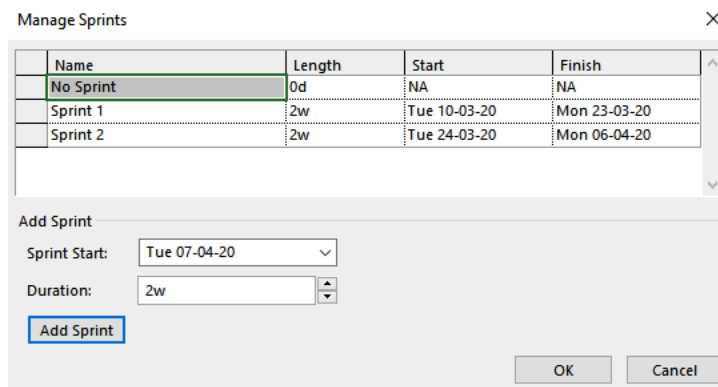 Manage Sprints
Name Length Start Finish
No Sprint 0d NA NA
Sprint 1 2w Tue 10-03-20 Mon 23-03-20
Sprint 2 2w Tue 24-03-20 Mon 06-04-20
Add Sprint
Sprint Start: Tue 07-04-20
Duration: 2w
Add Sprint
OK Cancel